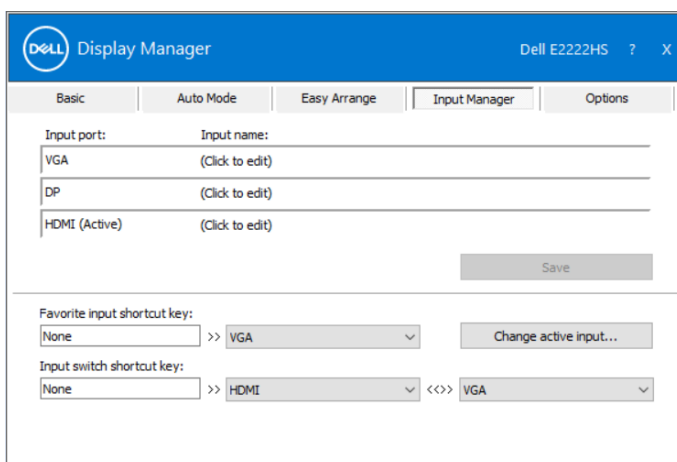 DELL Display Manager Dell E2222HS ? X
Basic Auto Mode Easy Arrange Input Manager Options
Input port: Input name:
VGA (Click to edit)
DP (Click to edit)
HDMI (Active) (Click to edit)
Save
Favorite input shortcut key:
None >> VGA Change active input...
Input switch shortcut key:
None >> HDMI <<>> VGA